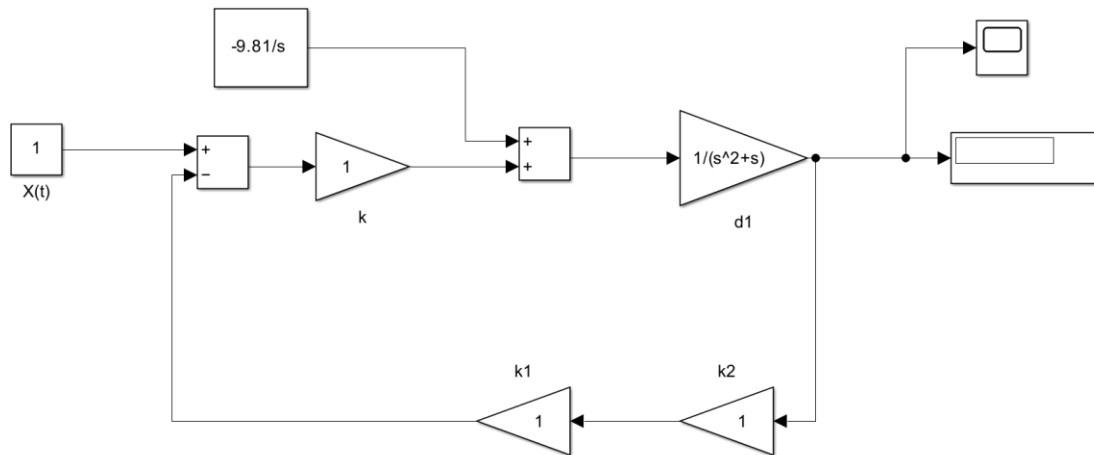 -9.81/s
1
X(t)
+
−
1
k
+
+
1/(s^2+s)
d1
k1
1
k2
1